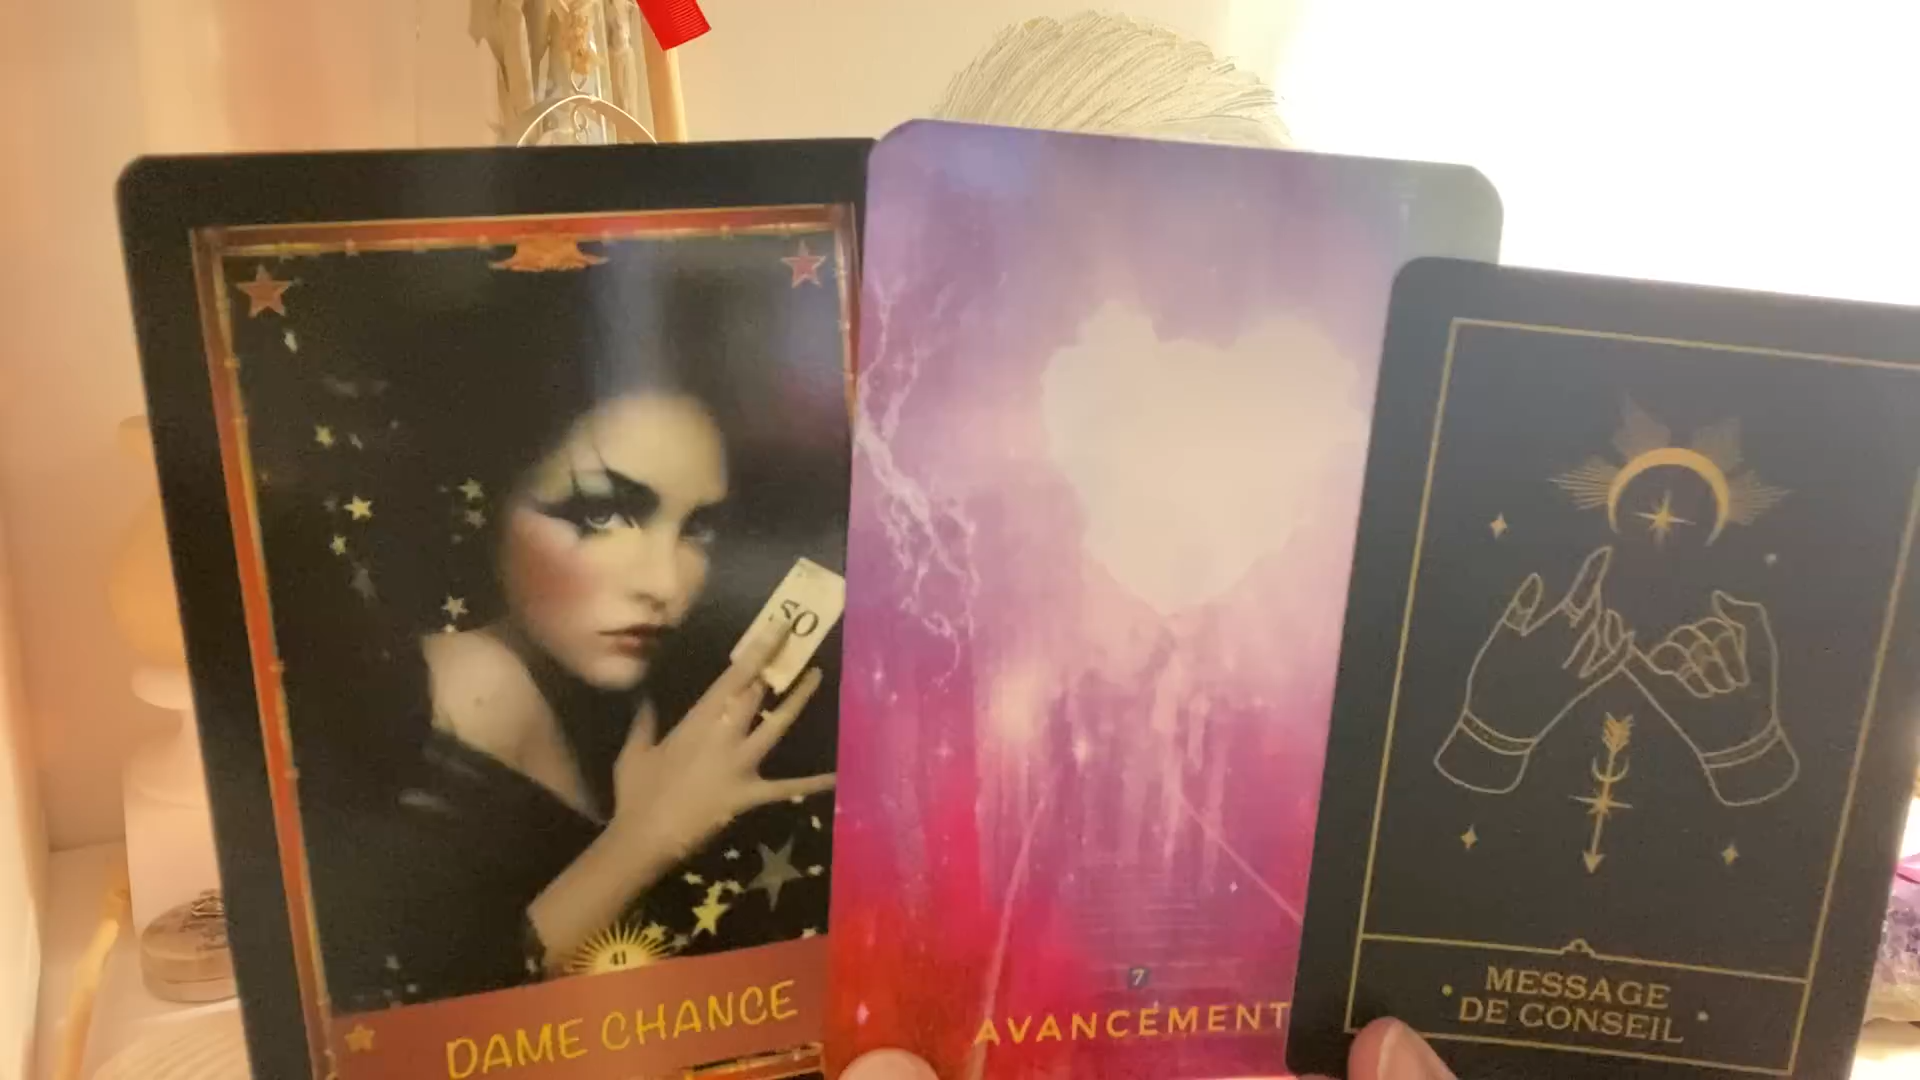 50
41
DAME CHANCE
7
AVANCEMENT
MESSAGE
DE CONSEIL